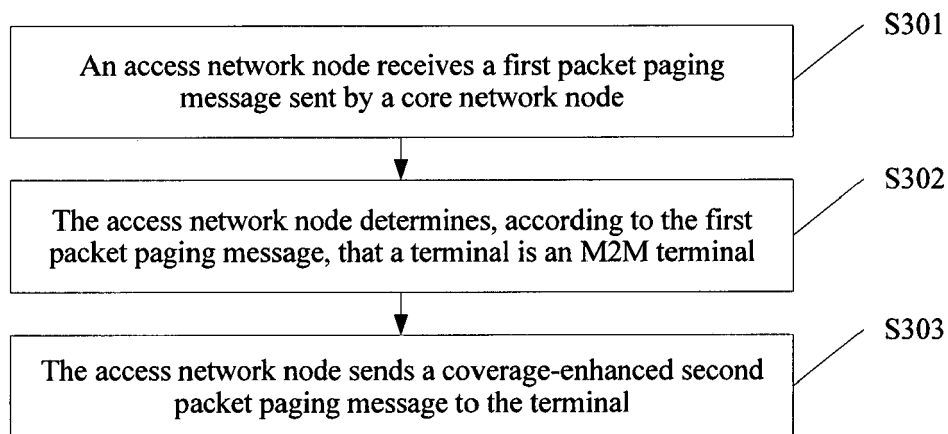 S301
An access network node receives a first packet paging
message sent by a core network node
S302
The access network node determines, according to the first
packet paging message, that a terminal is an M2M terminal
S303
The access network node sends a coverage-enhanced second
packet paging message to the terminal